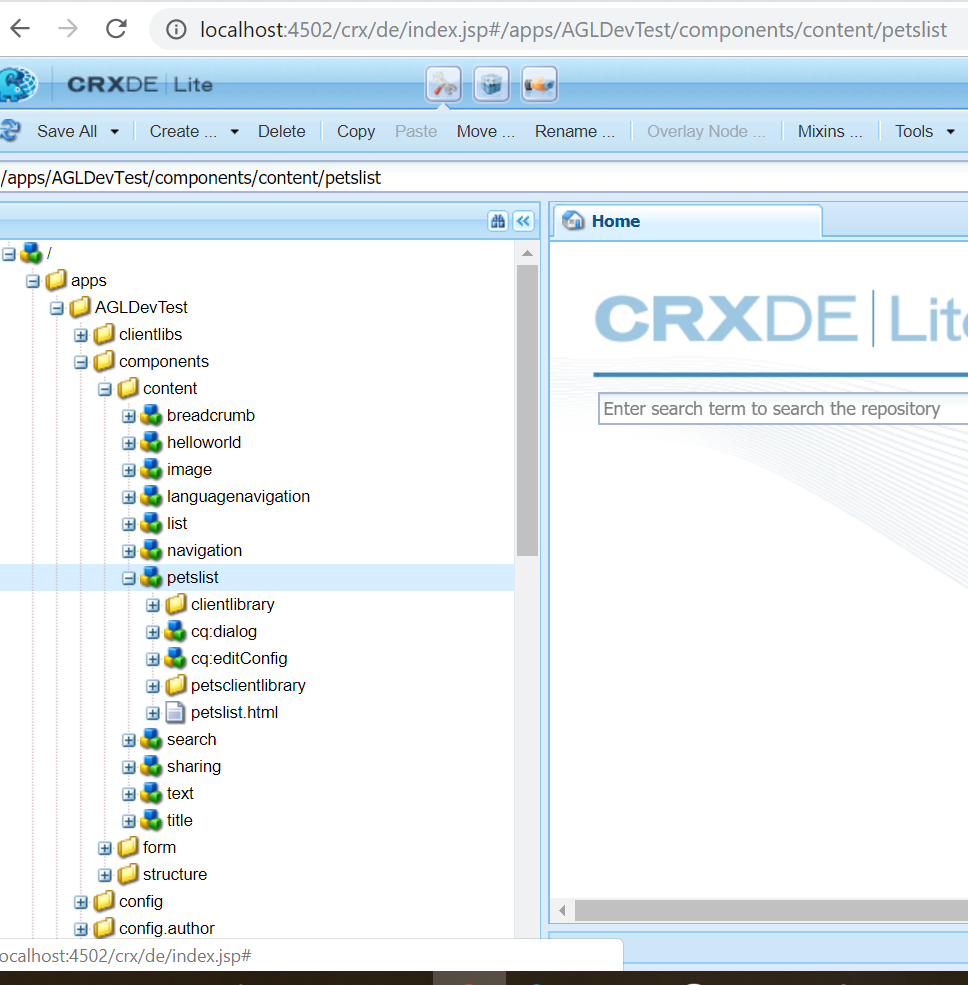 localhost:4502/crx/de/index.jsp#/apps/AGLDevTest/components/content/petslist
CRXDE | Lite
Save All Create ... Delete Copy Paste Move ... Rename ... Overlay Node ... Mixins ... Tools
/apps/AGLDevTest/components/content/petslist
Home
/
apps
AGLDevTest
clientlibs
components
content
breadcrumb
helloworld
image
languagenavigation
list
navigation
petslist
clientlibrary
cq:dialog
cq:editConfig
petsclientlibrary
petslist.html
search
sharing
text
title
form
structure
config
config.author
CRXDE | Lite
Enter search term to search the repository
ocalhost:4502/crx/de/index.jsp#